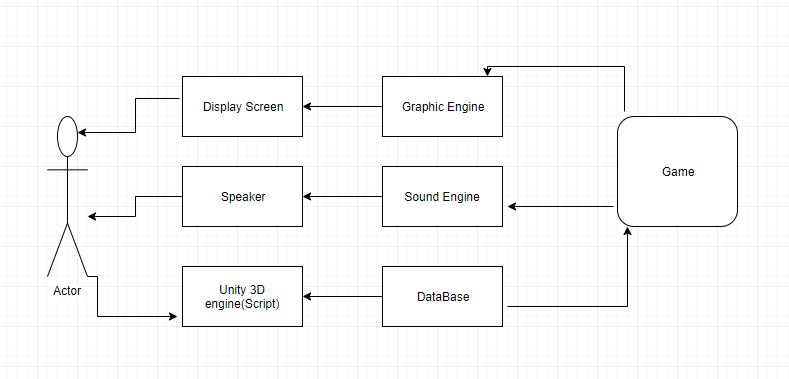 Display Screen
Graphic Engine
Game
Speaker
Sound Engine
Actor
Unity 3D
engine(Script)
DataBase